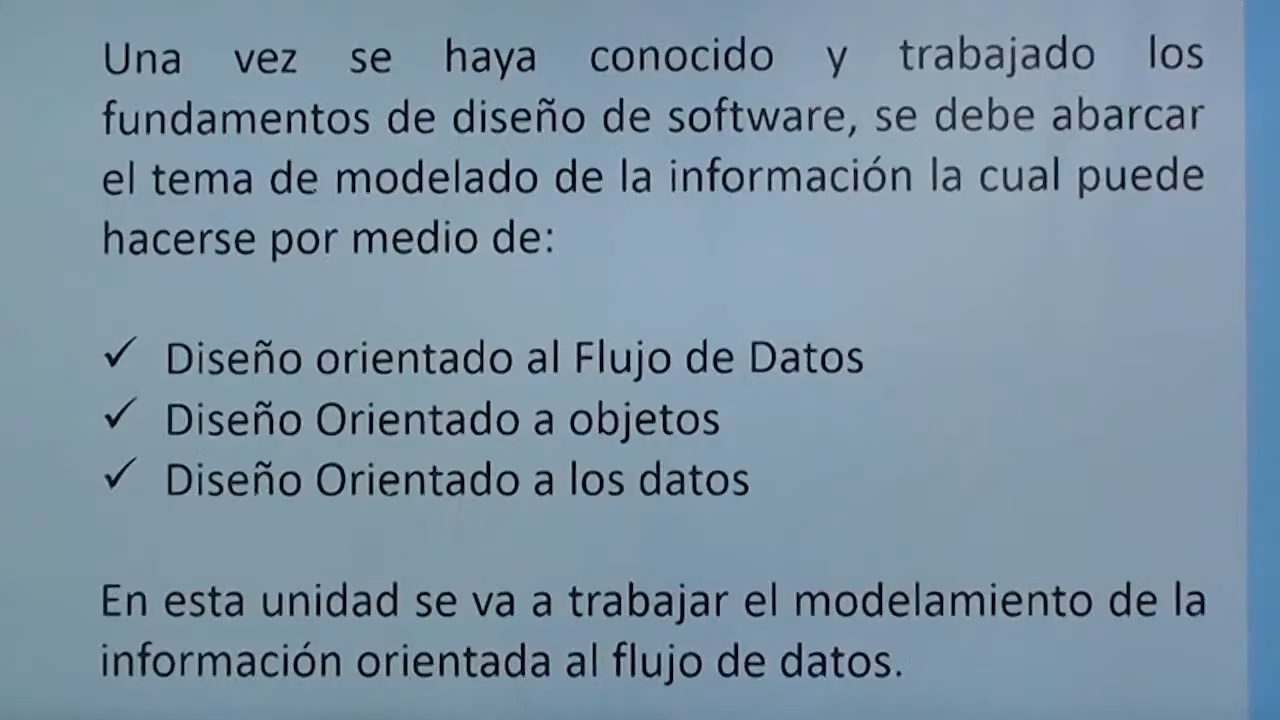 Una vez se haya conocido y trabajado los
fundamentos de diseño de software, se debe abarcar
el tema de modelado de la información la cual puede
hacerse por medio de:
✓ Diseño orientado al Flujo de Datos
✓ Diseño Orientado a objetos
✓ Diseño Orientado a los datos
En esta unidad se va a trabajar el modelamiento de la
información orientada al flujo de datos.